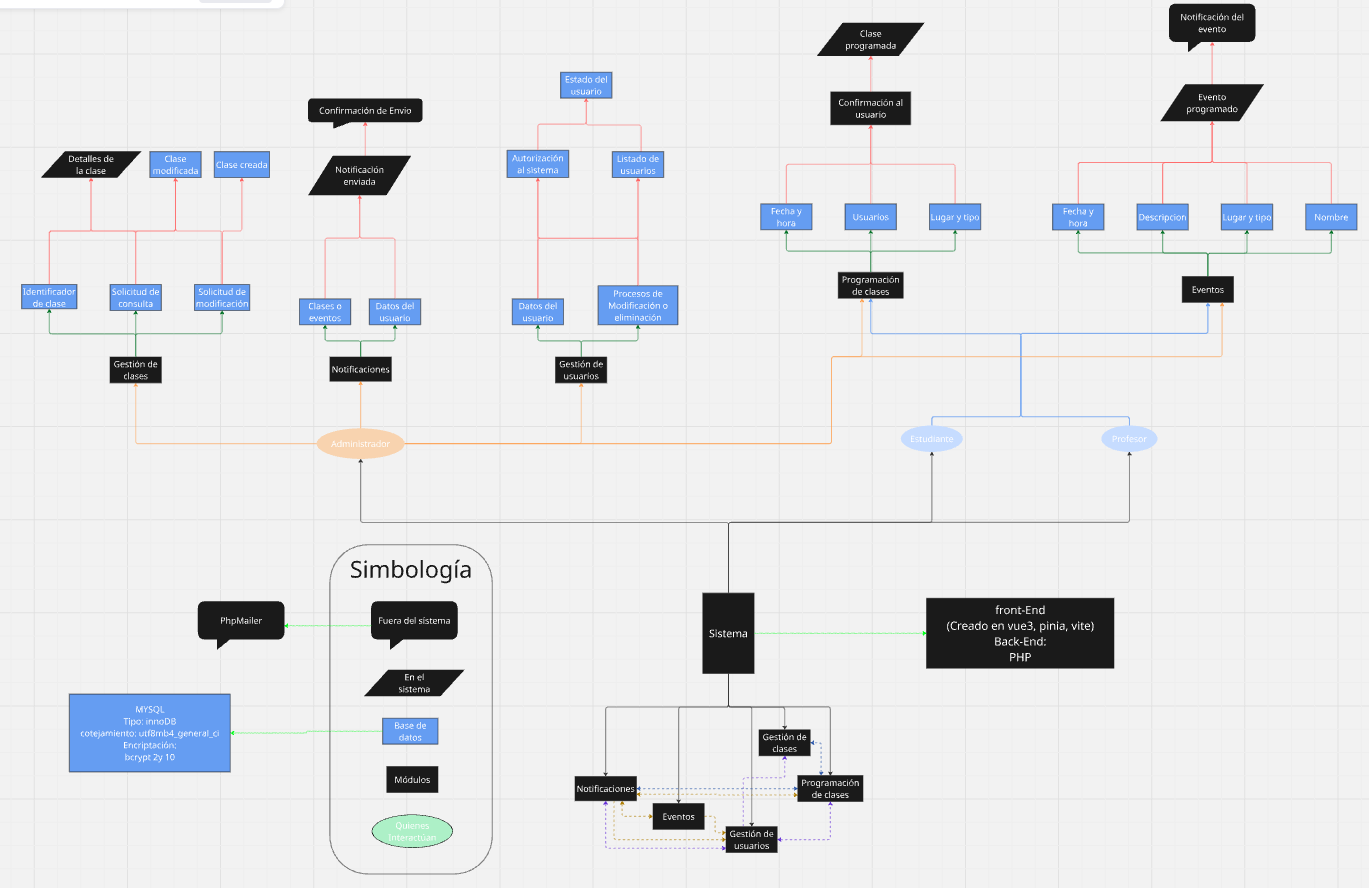 Notificación del
evento
Clase
programada
Estado del
usuario
Confirmación de Envio
Confirmación al
usuario
Evento
programado
Detalles de
la clase
Clase
modificada
Clase creada
Notificaclón
enviada
Autorización
al sistema
Listado de
usuarios
Fecha y
hora
Usuarios
Lugar y tipo
Fecha y
hora
Descripcion
Lugar y tipo
Nombre
Identificador
de clase
Solicitud de
consulta
Solicitud de
modificación
Clases o
eventos
Datos del
usuario
Datos del
usuario
Procesos de
Modificación o
eliminación
Programación
de clases
Eventos
Gestión de
clases
Notificaciones
Gestión de
usuarios
Administrador
Estudiante
Profesor
Simbología
PhpMailer
Fuera del sistema
En el
sistema
MYSQL
Tipo: innoDB
cotejamiento: utf8mb4_general_ci
Encriptación:
bcrypt 2y 10
Base de
datos
Módulos
Quienes
Interactúan
Sistema
front-End
(Creado en vue3, pinia, vite)
Back-End:
PHP
Gestión de
clases
Notificaciones
Programación
de clases
Eventos
Gestión de
usuarios